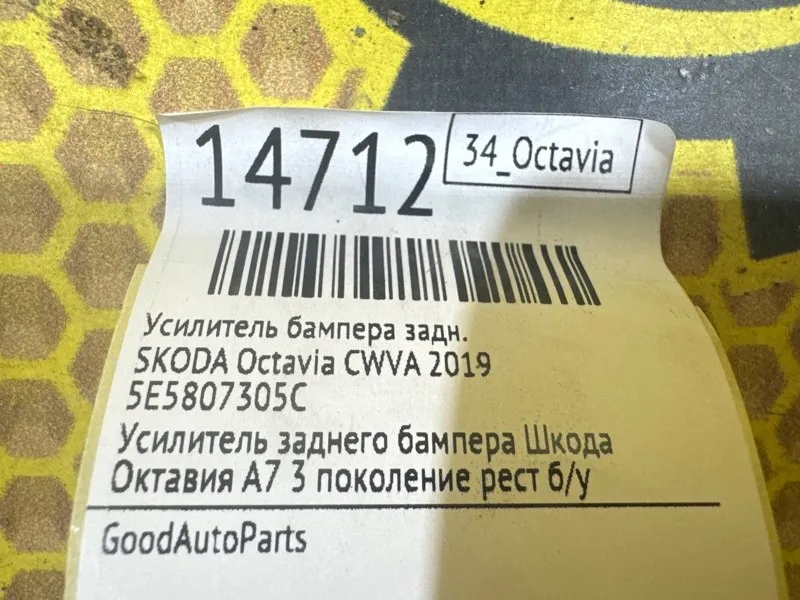 14712
34_Octavia
Усилитель бампера задн.
SKODA Octavia CWVA 2019
5E5807305C
Усилитель заднего бампера Шкода
Октавия А7 3 поколение рест б/у
GoodAutoParts